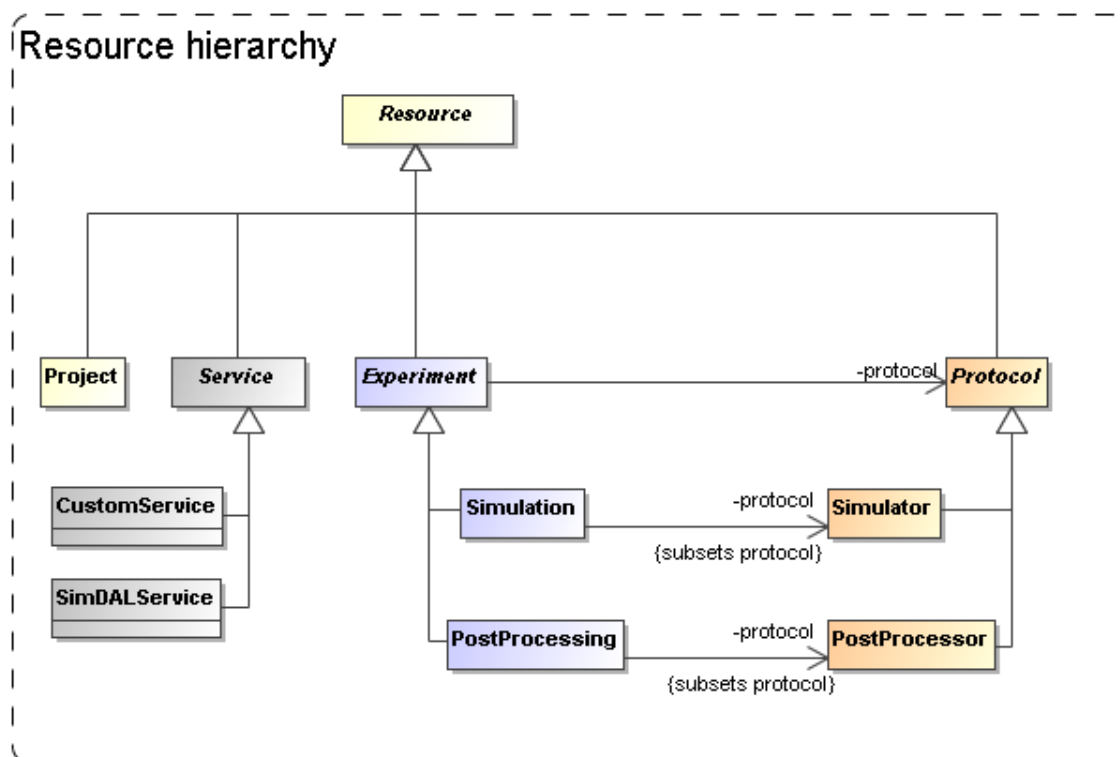 Resource hierarchy
Resource
Project
Service
Experiment
-protocol
Protocol
CustomService
Simulation
-protocol
Simulator
{subsets protocol}
SimDALService
PostProcessing
-protocol
PostProcessor
{subsets protocol}